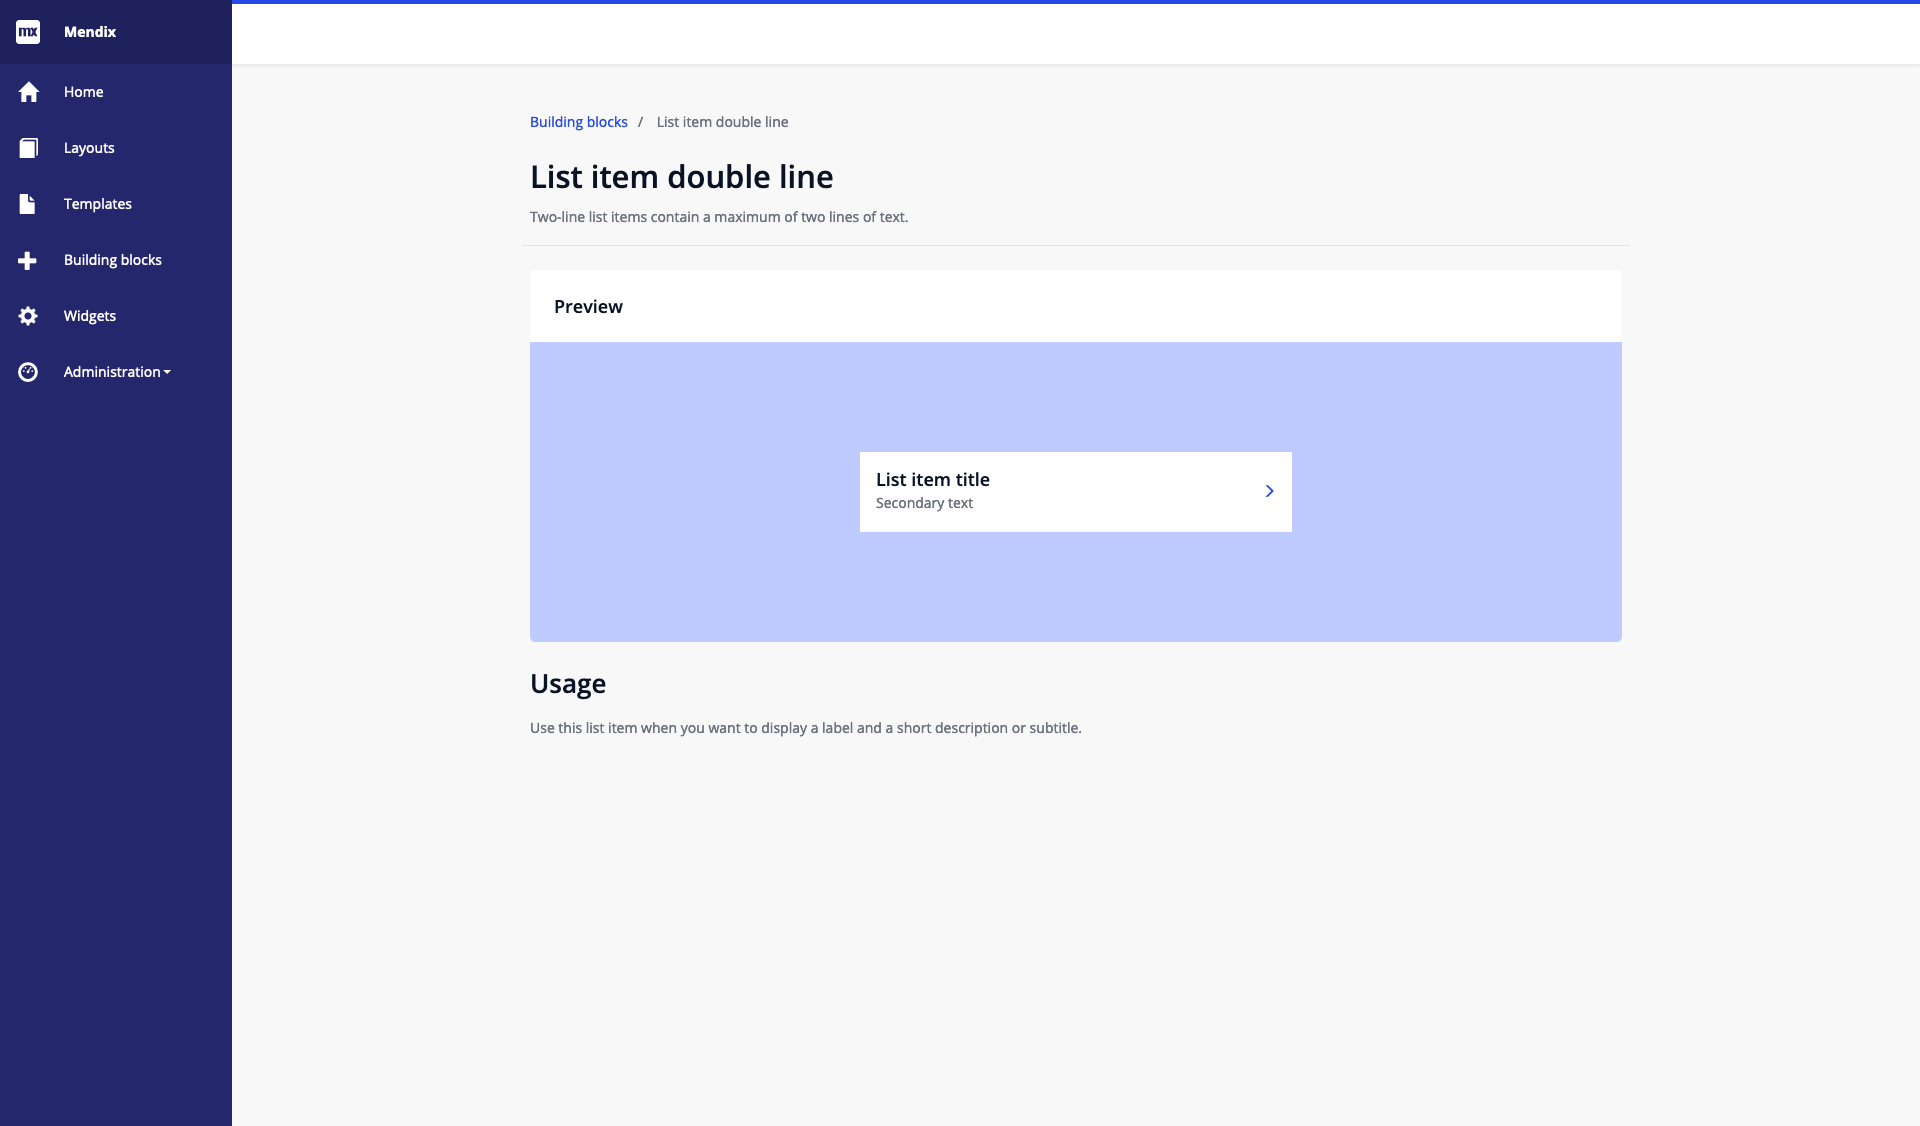 mx Mendix
Home
Layouts
Templates
Building blocks
Widgets
Administration
Building blocks / List item double line
List item double line
Two-line list items contain a maximum of two lines of text.
Preview
List item title
Secondary text
Usage
Use this list item when you want to display a label and a short description or subtitle.